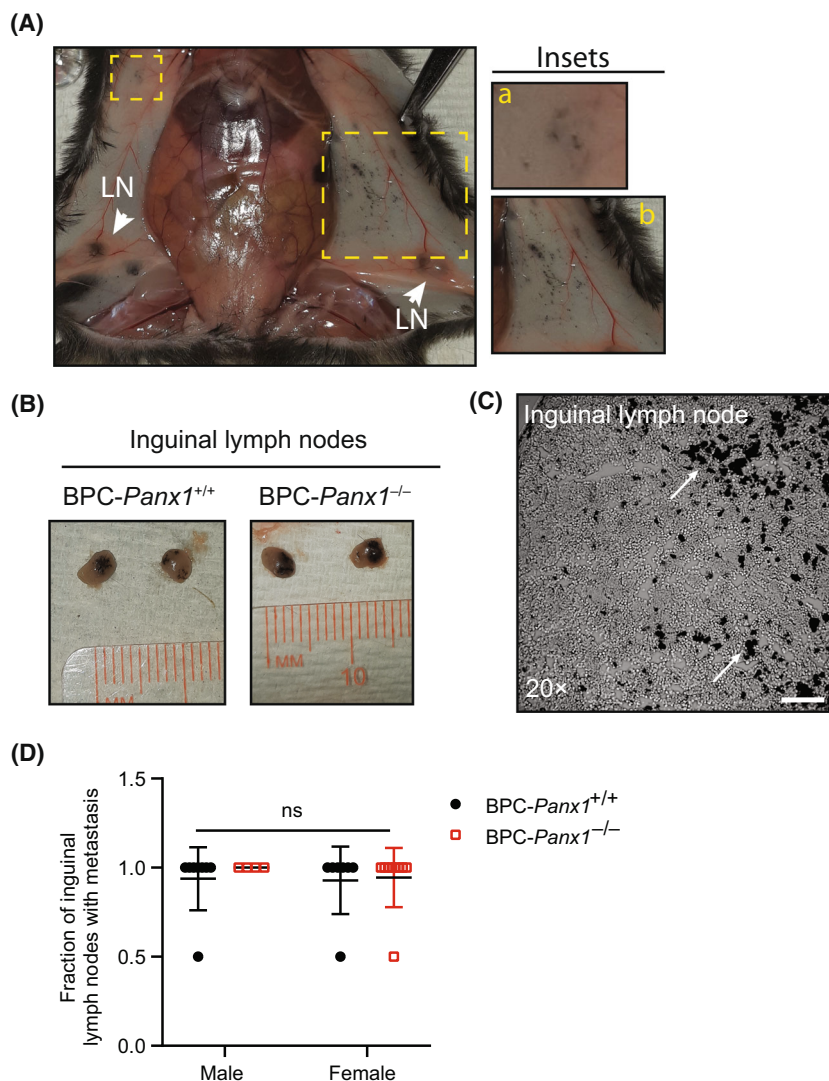 (A)
Insets
a
b
LN
LN
(B)
Inguinal lymph nodes
BPC-Panx1+/+
BPC-Panx1–/–
MM
MM
10
(C)
Inguinal lymph node
20×
(D)
Fraction of inguinal
lymph nodes with metastasis
1.5
1.0
0.5
0.0
ns
Male
Female
BPC-Panx1+/+
BPC-Panx1–/–